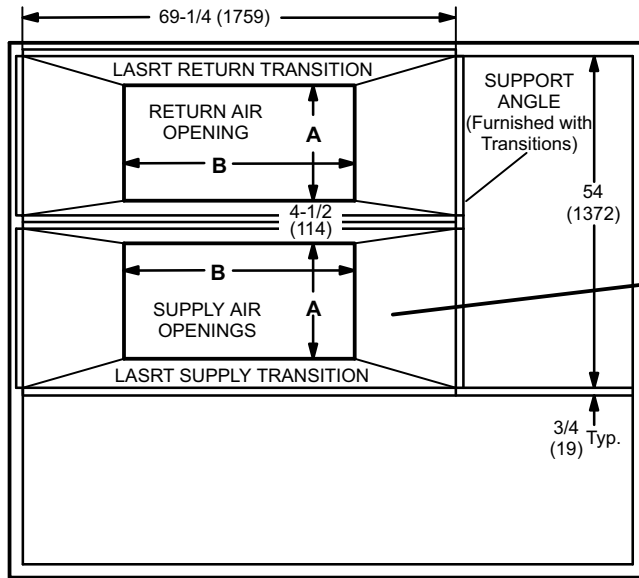 69-1/4 (1759)
LASRT RETURN TRANSITION
RETURN AIR
OPENING
A
B
SUPPORT
ANGLE
(Furnished with
Transitions)
4-1/2
(114)
54
(1372)
B
A
SUPPLY AIR
OPENINGS
LASRT SUPPLY TRANSITION
3/4
(19) Typ.